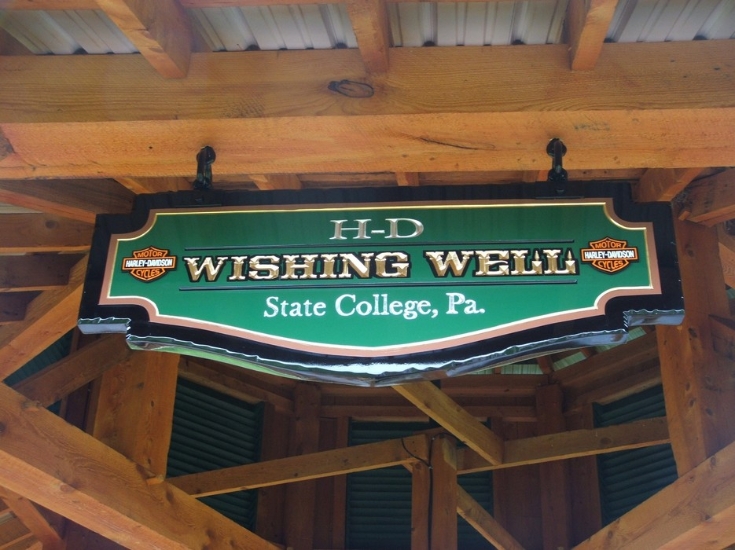 H-D
WISHING WELL
State College, Pa.
MOTOR
HARLEY-DAVIDSON
CYCLES
MOTOR
HARLEY-DAVIDSON
CYCLES